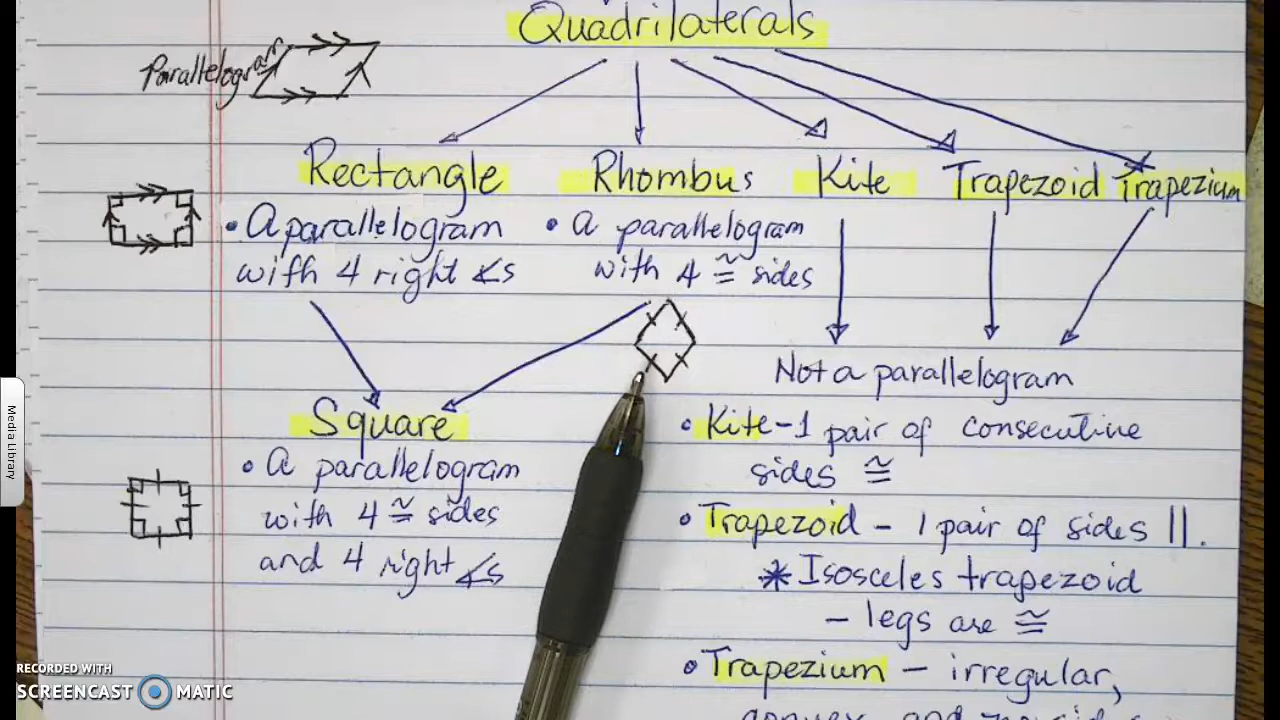 Quadrilaterals
Parallelogram
Rectangle
• A parallelogram
with 4 right ∡s
Rhombus
• A parallelogram
with 4 ≅ sides
Kite
Trapezoid
Trapezium
Square
• A parallelogram
with 4 ≅ sides
and 4 right ∡s
Not a parallelogram
• Kite - 1 pair of consecutive
sides ≅
• Trapezoid - 1 pair of sides ||.
* Isosceles trapezoid
- legs are ≅
• Trapezium - irregular,
Media Library
RECORDED WITH
SCREENCAST MATIC